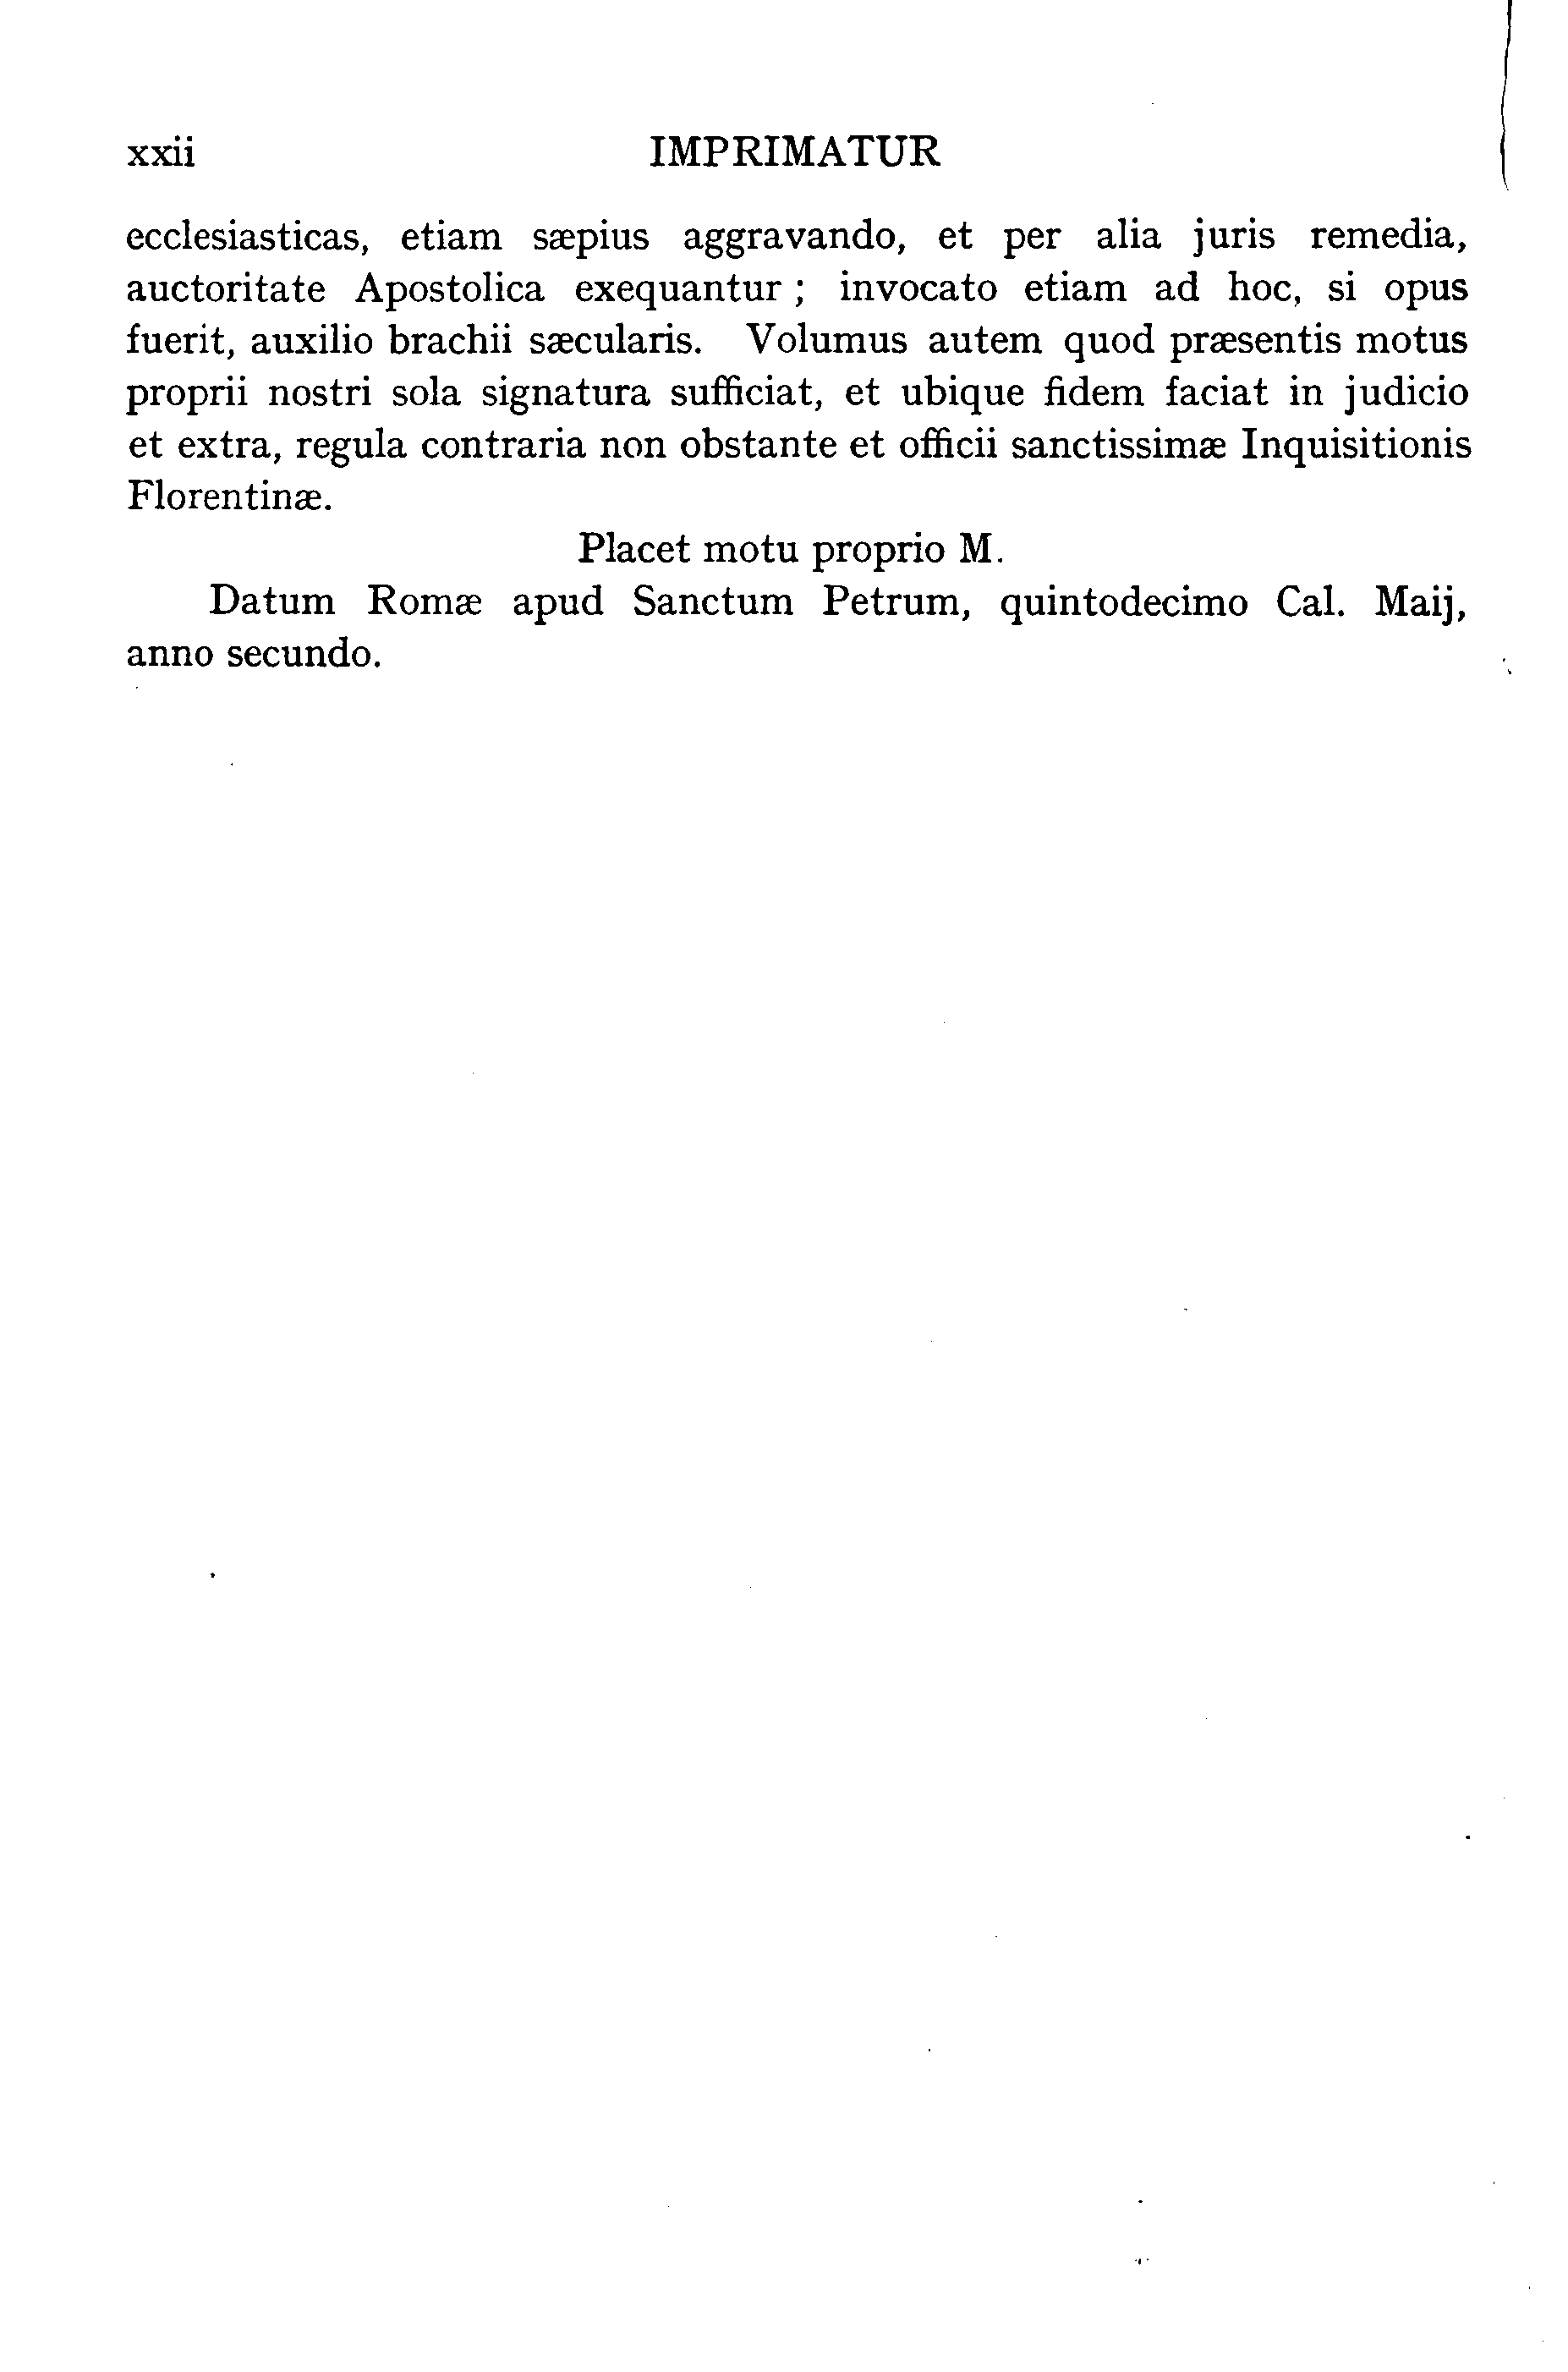 xxii IMPRIMATUR
ecclesiasticas, etiam sæpius aggravando, et per alia juris remedia,
auctoritate Apostolica exequantur ; invocato etiam ad hoc, si opus
fuerit, auxilio brachii sæcularis. Volumus autem quod præsentis motus
proprii nostri sola signatura sufficiat, et ubique fidem faciat in judicio
et extra, regula contraria non obstante et officii sanctissimæ Inquisitionis
Florentinæ.
Placet motu proprio M.
Datum Romæ apud Sanctum Petrum, quintodecimo Cal. Maij,
anno secundo.